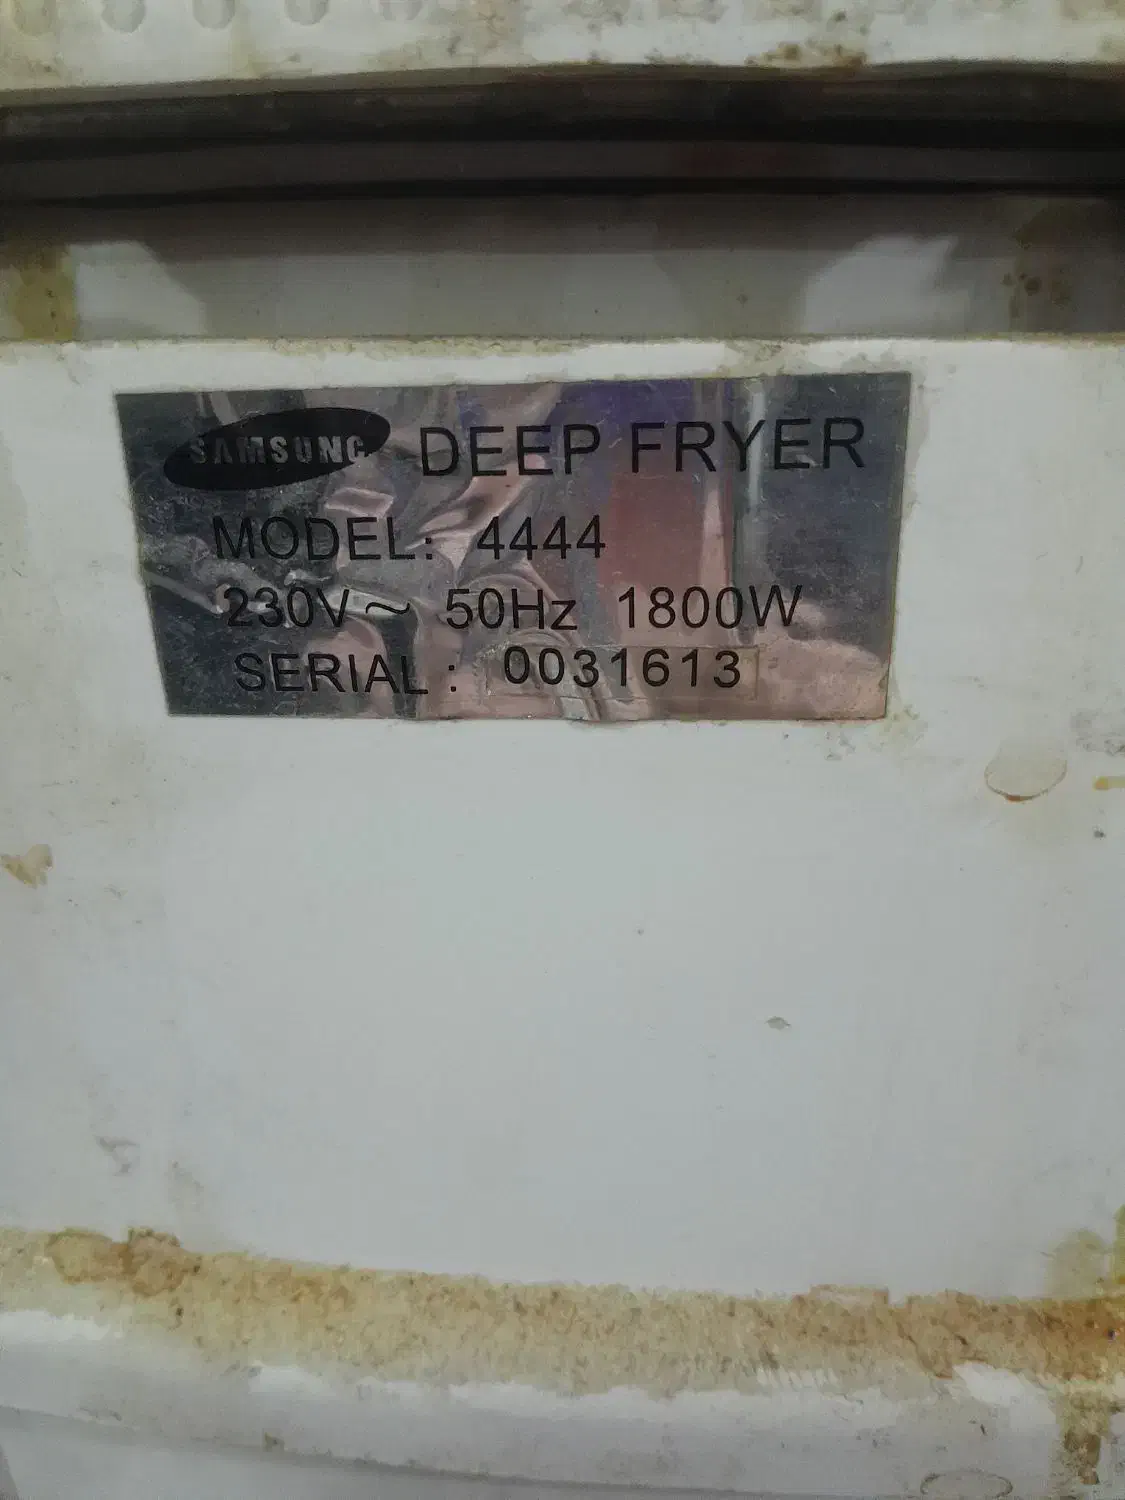 SAMSUNG DEEP FRYER
MODEL: 4444
230V~ 50Hz 1800W
SERIAL: 0031613